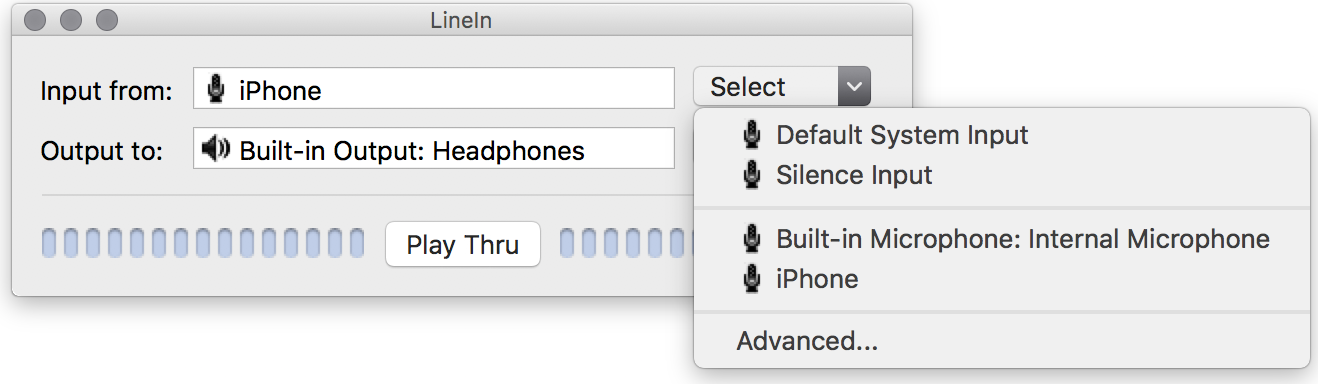 LineIn
Input from: iPhone Select
Output to: Built-in Output: Headphones
Play Thru
Default System Input
Silence Input
Built-in Microphone: Internal Microphone
iPhone
Advanced...